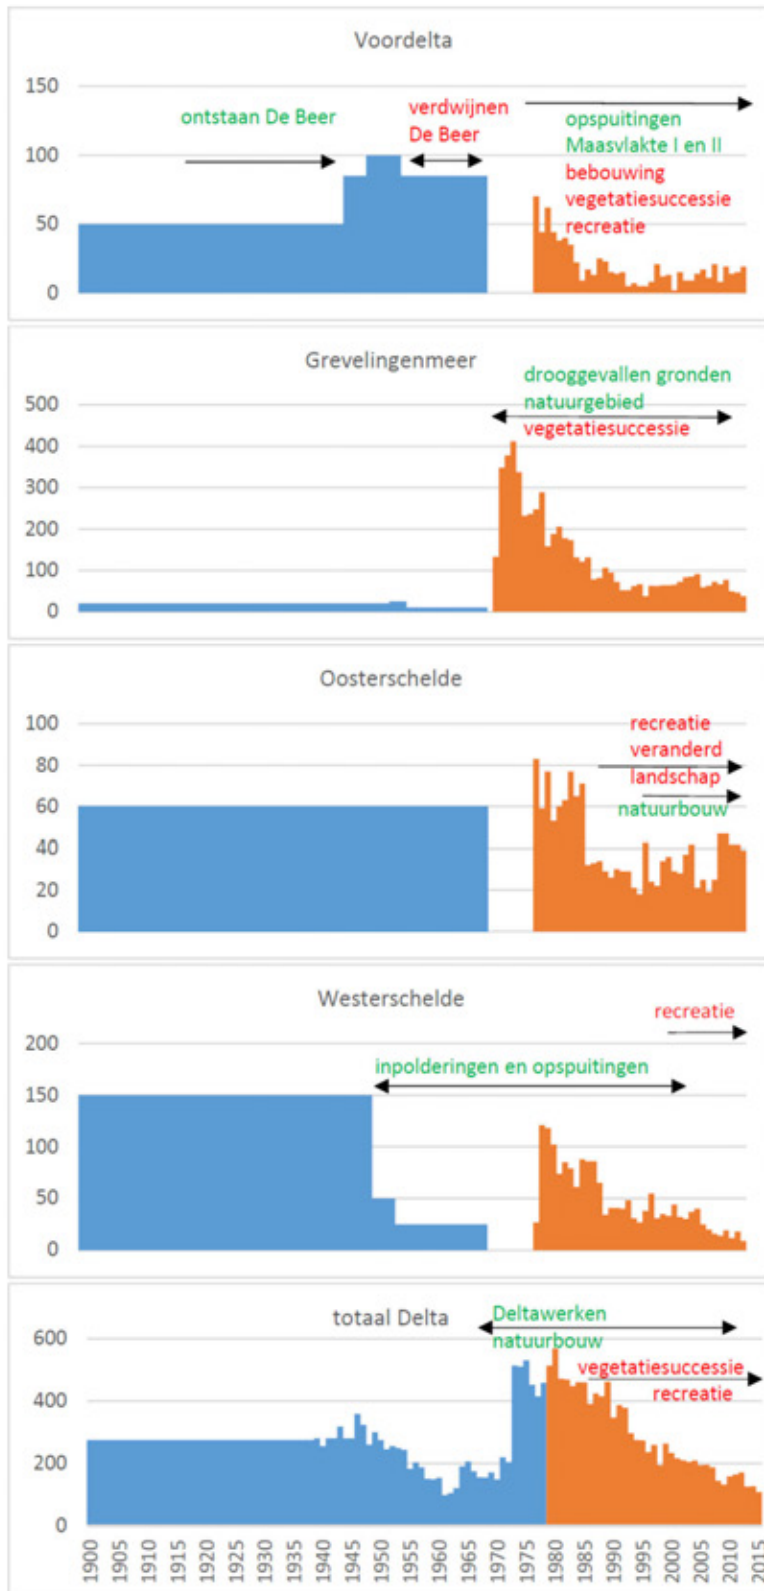 Voordelta
150
100
50
0
ontstaan De Beer
verdwijnen
De Beer
opspuitingen
Maasvlakte I en II
bebouwing
vegetatiesuccessie
recreatie
Grevelingenmeer
500
400
300
200
100
0
drooggevallen gronden
natuurgebied
vegetatiesuccessie
Oosterschelde
100
80
60
40
20
0
recreatie
veranderd
landschap
natuurbouw
Westerschelde
200
150
100
50
0
recreatie
inpolderingen en opspuitingen
totaal Delta
600
400
200
0
Deltawerken
natuurbouw
vegetatiesuccessie
recreatie
1900
1905
1910
1915
1920
1925
1930
1935
1940
1945
1950
1955
1960
1965
1970
1975
1980
1985
1990
1995
2000
2005
2010
2015